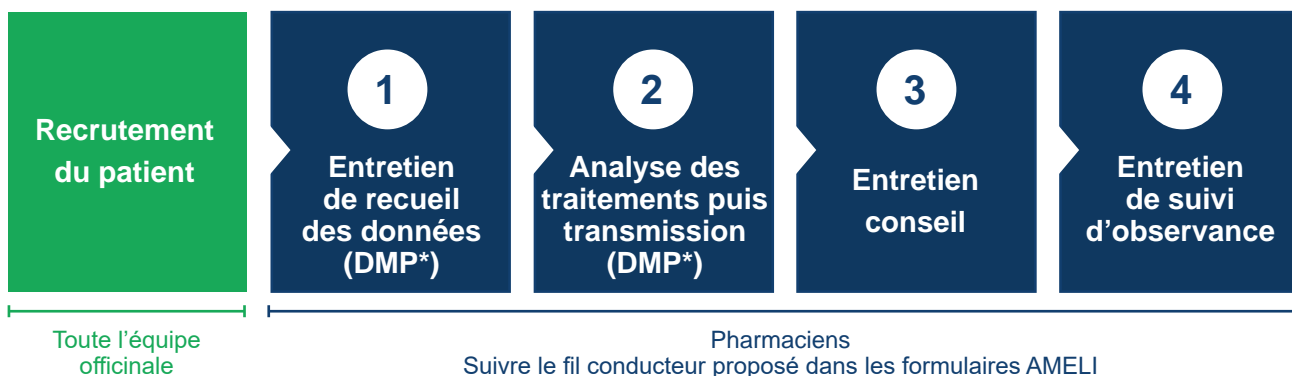 Recrutement
du patient
1
Entretien
de recueil
des données
(DMP*)
2
Analyse des
traitements puis
transmission
(DMP*)
3
Entretien
conseil
4
Entretien
de suivi
d’observance
Toute l’équipe
officinale
Pharmaciens
Suivre le fil conducteur proposé dans les formulaires AMELI